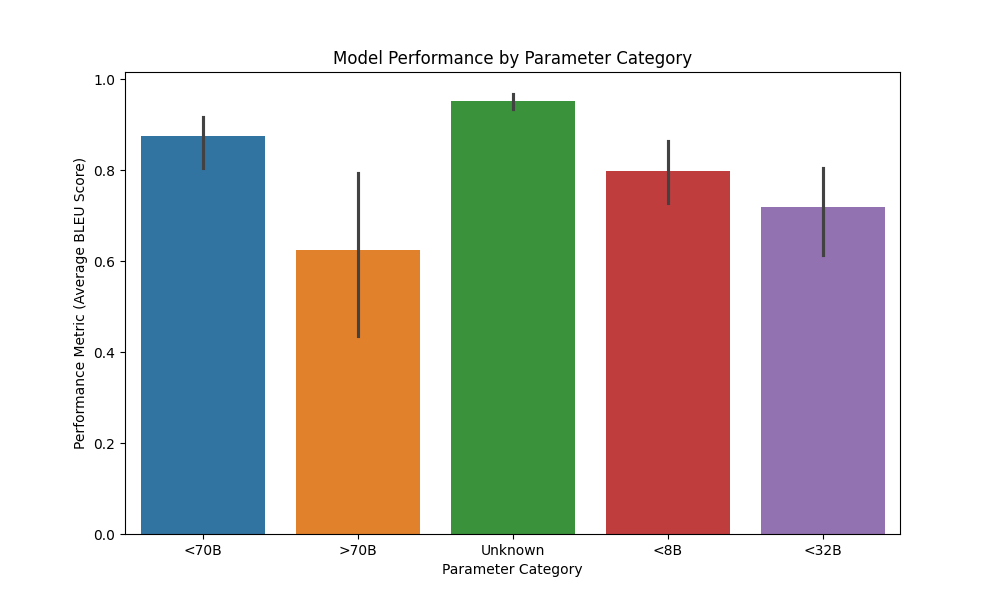 Model Performance by Parameter Category
Performance Metric (Average BLEU Score)
1.0
0.8
0.6
0.4
0.2
0.0
<70B
>70B
Unknown
<8B
<32B
Parameter Category